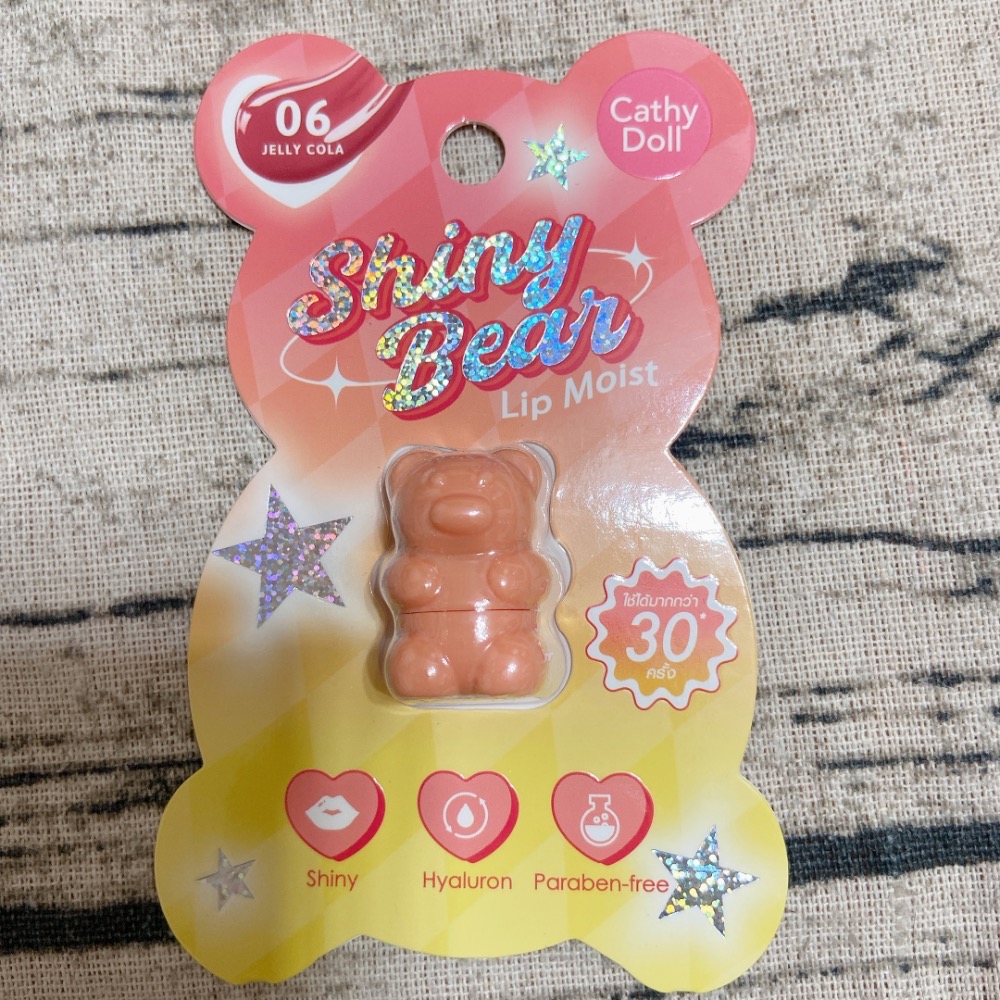 06
JELLY COLA
Cathy
Doll
Shiny
Bear
Lip Moist
ใช้ได้มากกว่า
30*
ครั้ง
Shiny
Hyaluron
Paraben-free